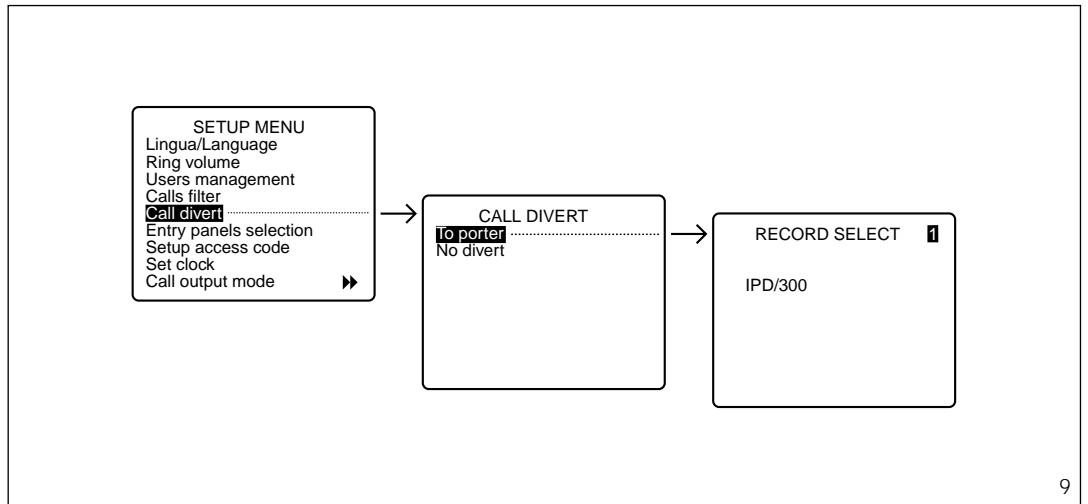 SETUP MENU
Lingua/Language
Ring volume
Users management
Calls filter
Call divert
Entry panels selection
Setup access code
Set clock
Call output mode
CALL DIVERT
To porter
No divert
RECORD SELECT 1
IPD/300
9